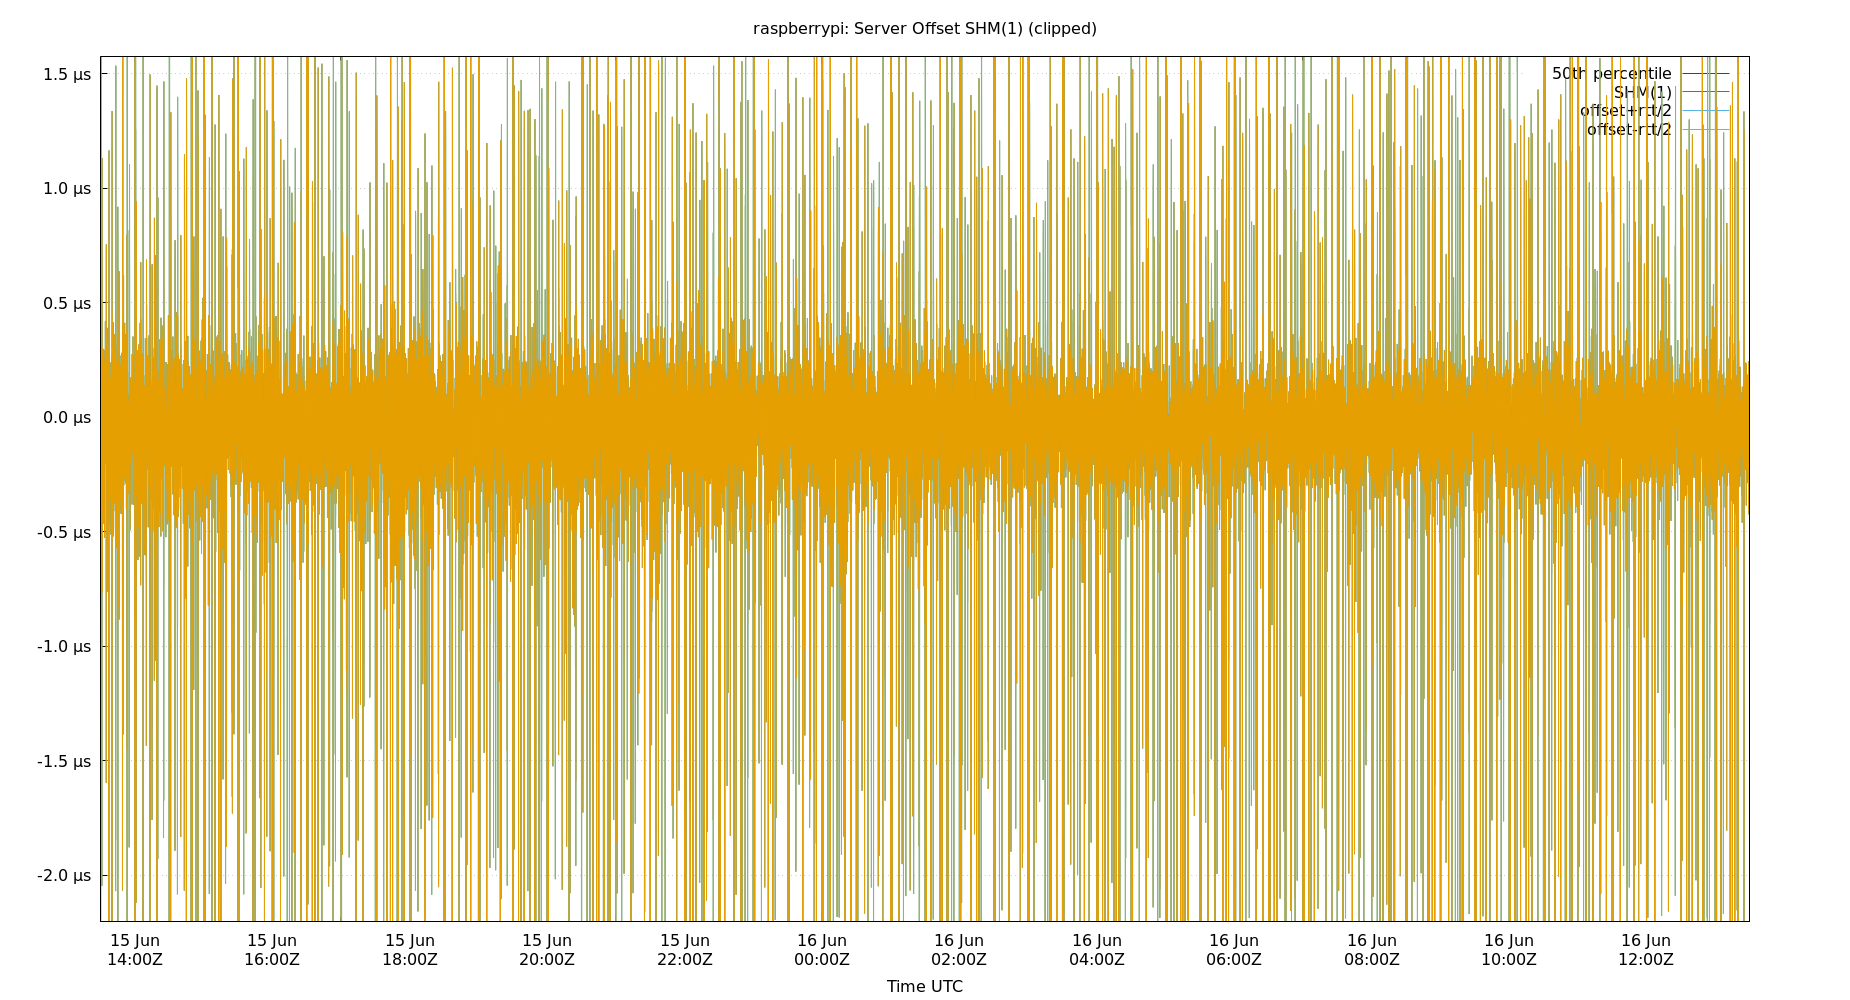 raspberrypi: Server Offset SHM(1) (clipped)
50th percentile
SHM(1)
offset+rtt/2
offset-rtt/2
1.5 µs
1.0 µs
0.5 µs
0.0 µs
-0.5 µs
-1.0 µs
-1.5 µs
-2.0 µs
15 Jun 15 Jun 15 Jun 15 Jun 15 Jun 16 Jun 16 Jun 16 Jun 16 Jun 16 Jun 16 Jun 16 Jun
14:00Z 16:00Z 18:00Z 20:00Z 22:00Z 00:00Z 02:00Z 04:00Z 06:00Z 08:00Z 10:00Z 12:00Z
Time UTC